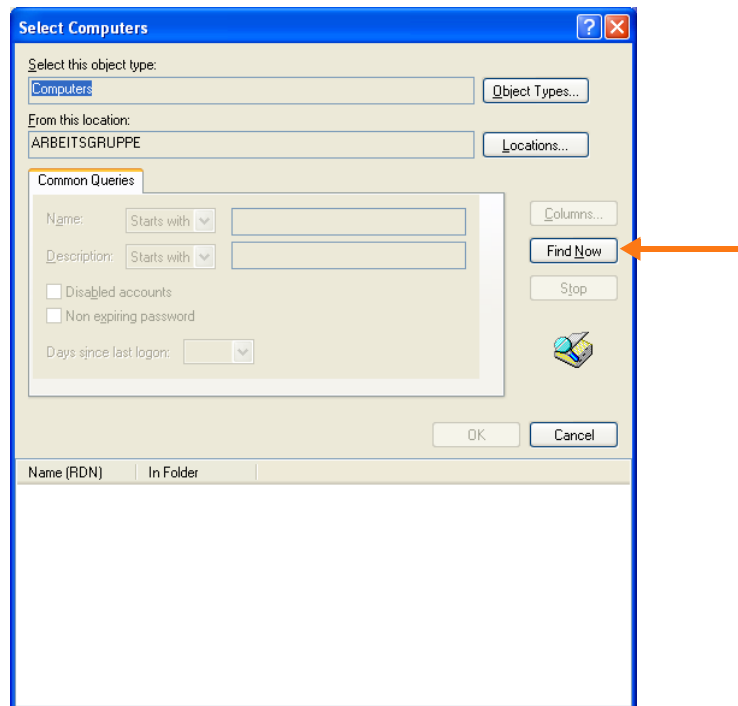 Select Computers
Select this object type:
Computers
Object Types...
From this location:
ARBEITSGRUPPE
Locations...
Common Queries
Name:
Starts with
Columns...
Description:
Starts with
Find Now
Disabled accounts
Stop
Non expiring password
Days since last logon:
OK
Cancel
Name (RDN)
In Folder